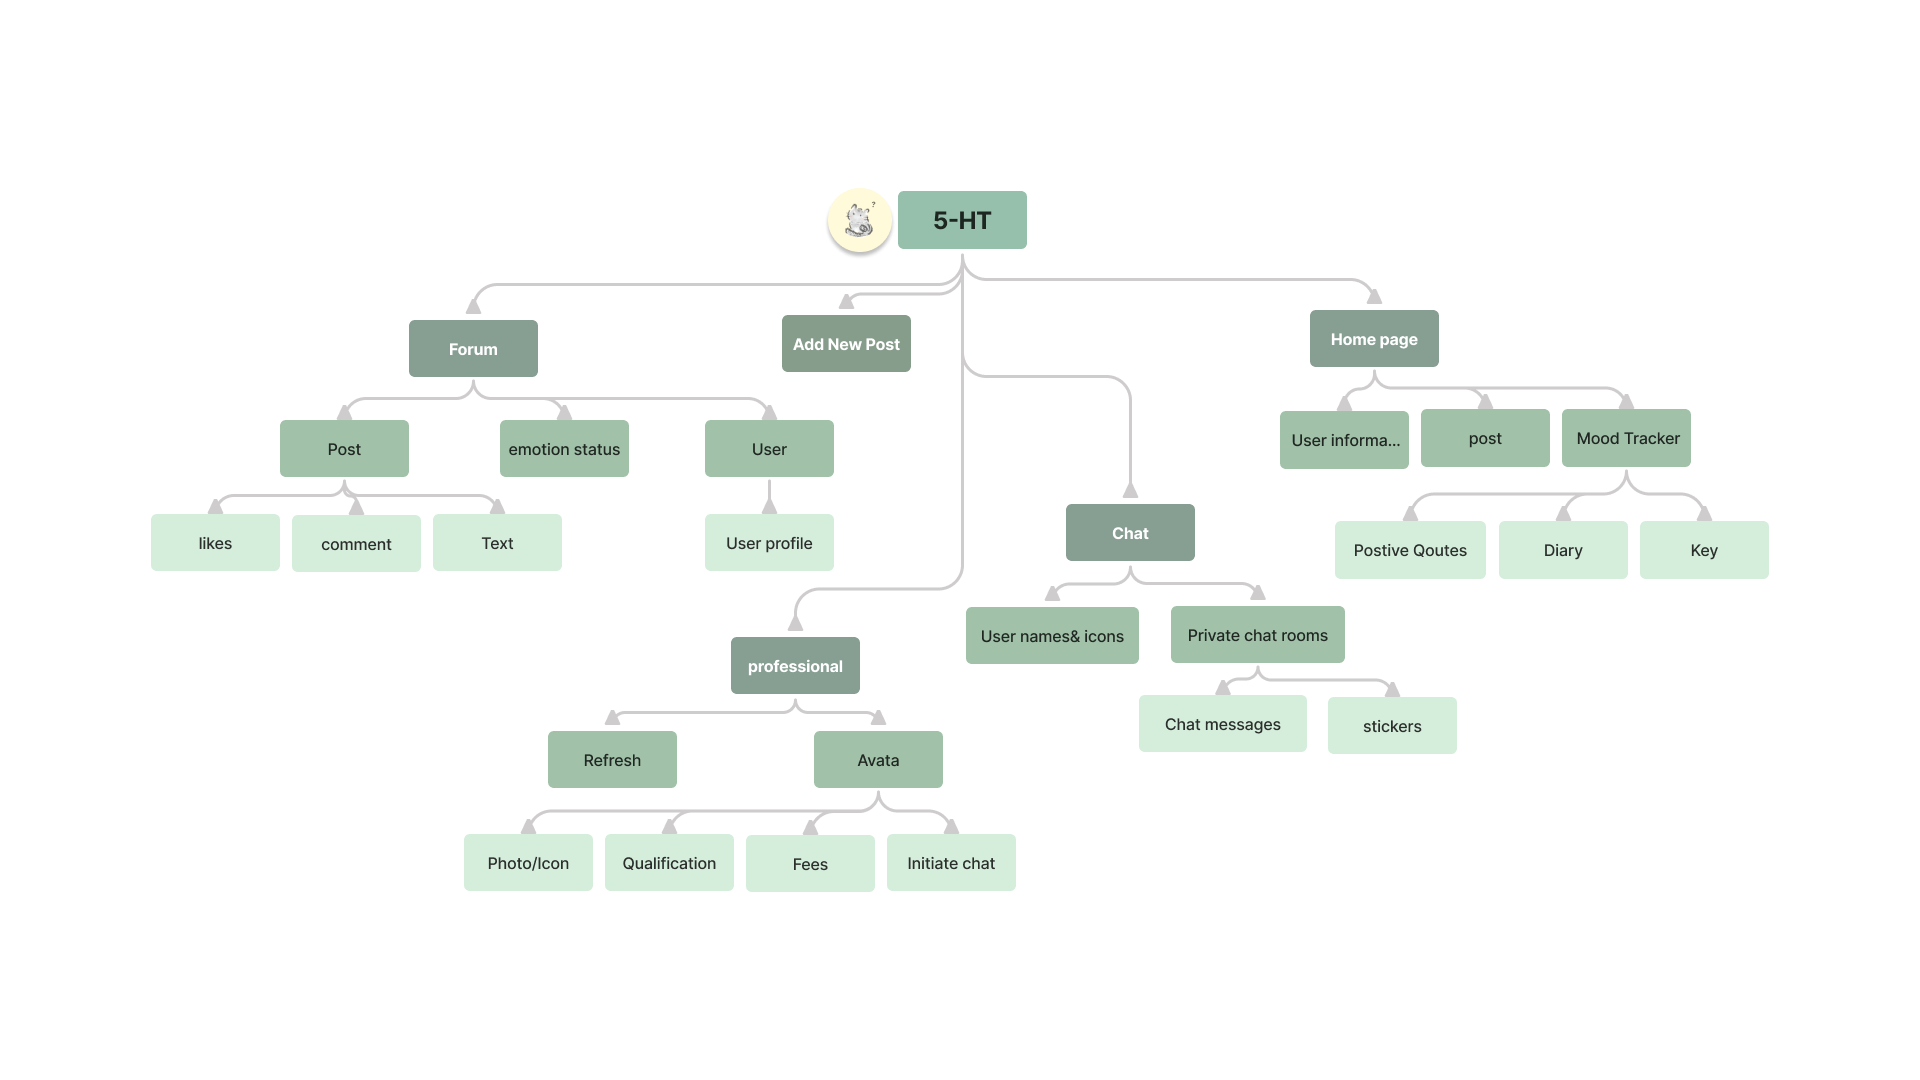 ?
5-HT
Forum
Add New Post
Home page
Post
emotion status
User
User informa...
post
Mood Tracker
likes
comment
Text
User profile
Chat
Postive Qoutes
Diary
Key
User names& icons
Private chat rooms
professional
Chat messages
stickers
Refresh
Avata
Photo/Icon
Qualification
Fees
Initiate chat